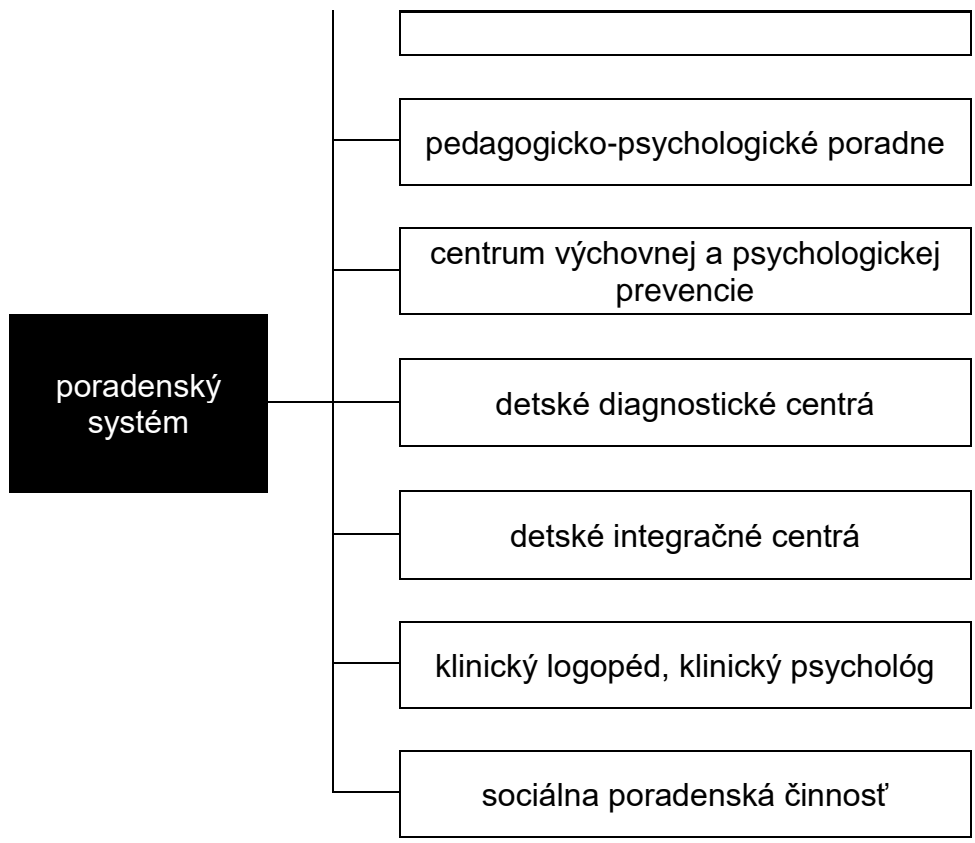 pedagogicko-psychologické poradne
centrum výchovnej a psychologickej
prevencie
poradenský
systém
detské diagnostické centrá
detské integračné centrá
klinický logopéd, klinický psychológ
sociálna poradenská činnosť